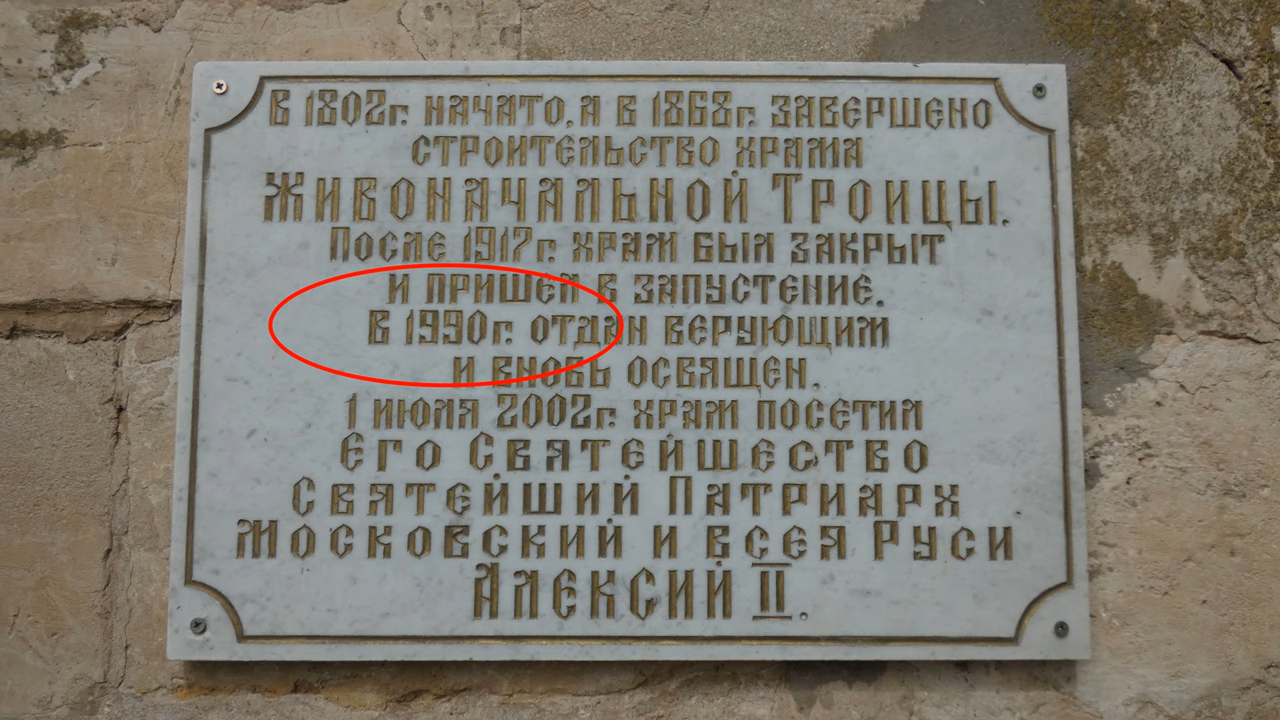 В 1802г. начато, а в 1868г. завершено
строительство храма
Живоначальной Троицы.
После 1917г. храм был закрыт
и пришел в запустение.
В 1990г. отдан верующим
и вновь освящен.
1 июля 2002г. храм посетил
Его Святейшество
Святейший Патриарх
Московский и всея Руси
Алексий II.